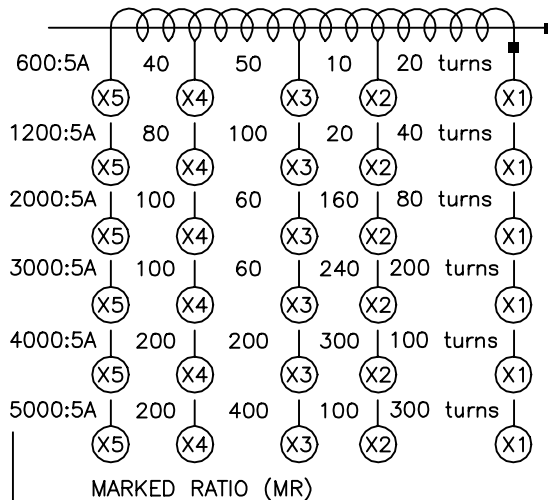 600:5A 40 50 10 20 turns
X5 X4 X3 X2 X1
1200:5A 80 100 20 40 turns
X5 X4 X3 X2 X1
2000:5A 100 60 160 80 turns
X5 X4 X3 X2 X1
3000:5A 100 60 240 200 turns
X5 X4 X3 X2 X1
4000:5A 200 200 300 100 turns
X5 X4 X3 X2 X1
5000:5A 200 400 100 300 turns
X5 X4 X3 X2 X1
MARKED RATIO (MR)